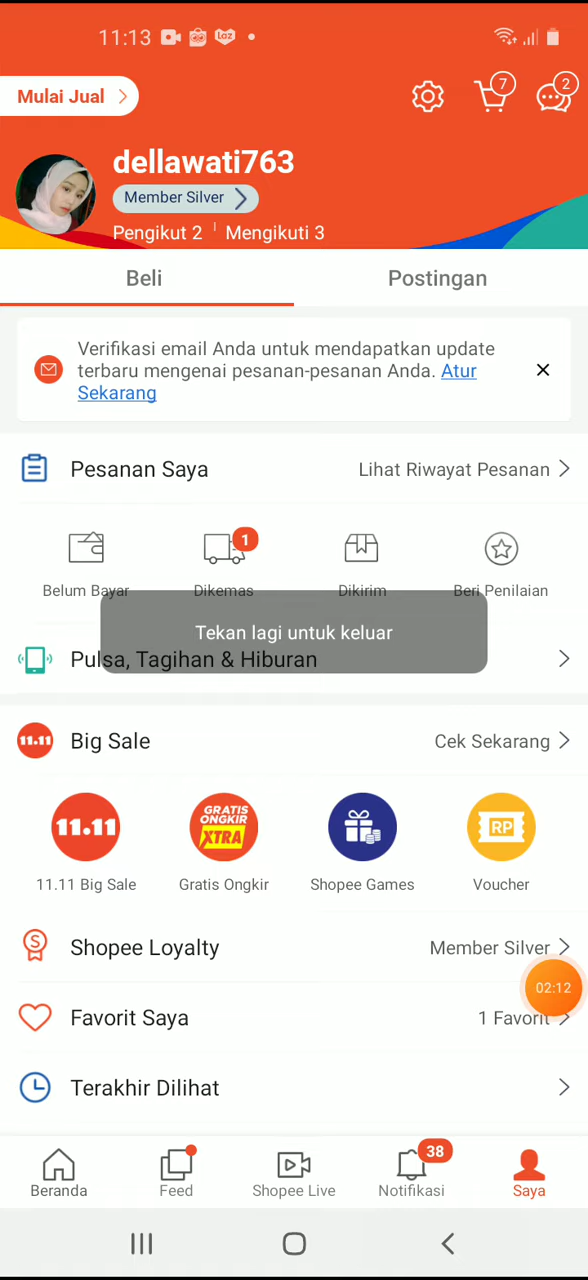 11:13
Mulai Jual
7
2
dellawati763
Member Silver
Pengikut 2 Mengikuti 3
Beli
Postingan
Verifikasi email Anda untuk mendapatkan update
terbaru mengenai pesanan-pesanan Anda. Atur
Sekarang
Pesanan Saya
Lihat Riwayat Pesanan
1
Belum Bayar
Dikemas
Dikirim
Beri Penilaian
Tekan lagi untuk keluar
Pulsa, Tagihan & Hiburan
11.11
Big Sale
Cek Sekarang
11.11
GRATIS
ONGKIR
XTRA
RP
11.11 Big Sale
Gratis Ongkir
Shopee Games
Voucher
S
Shopee Loyalty
Member Silver
02:12
Favorit Saya
1 Favorit
Terakhir Dilihat
38
Beranda
Feed
Shopee Live
Notifikasi
Saya